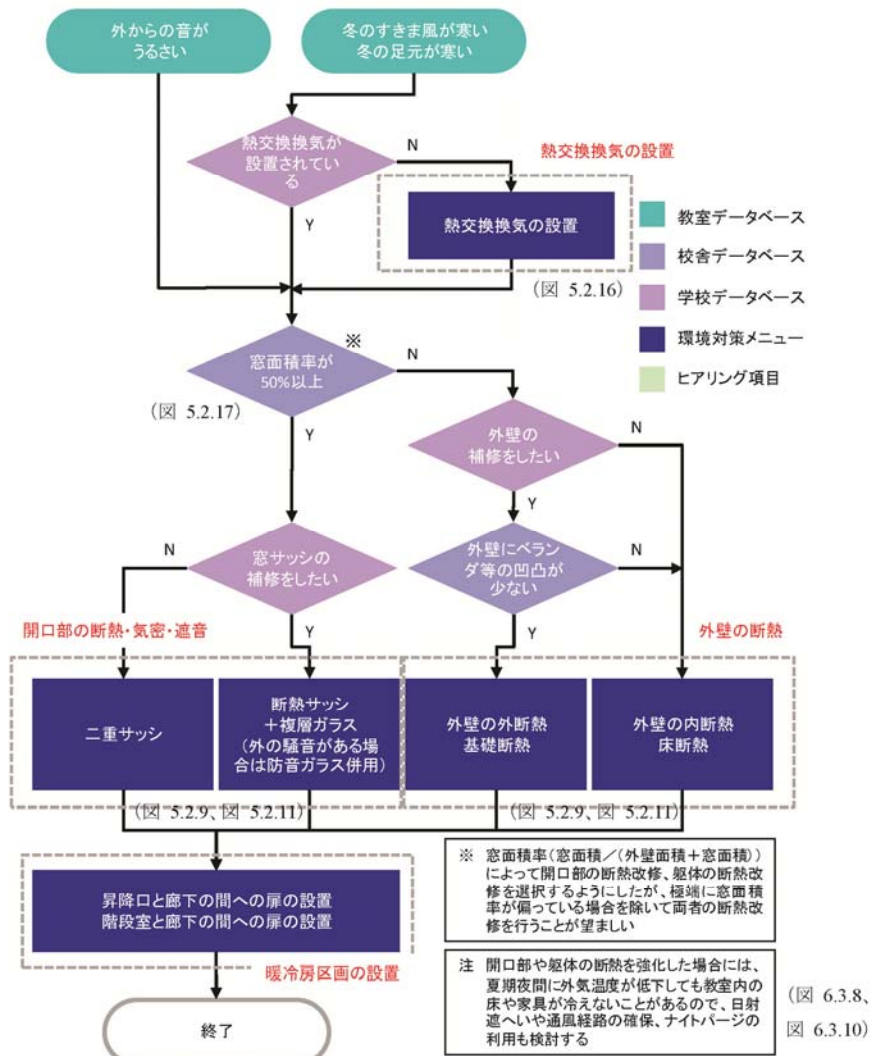 外からの音が
うるさい
冬のすきま風が寒い
冬の足元が寒い
熱交換換気が
設置されてい
る
N
Y
熱交換換気の設置
熱交換換気の設置
(図 5.2.16)
教室データベース
校舎データベース
学校データベース
環境対策メニュー
ヒアリング項目
※
窓面積率が
50%以上
N
(図 5.2.17)
Y
外壁の
補修をしたい
N
Y
窓サッシの
補修をしたい
N
Y
外壁にベラン
ダ等の凹凸が
少ない
N
Y
開口部の断熱・気密・遮音
外壁の断熱
二重サッシ
断熱サッシ
+複層ガラス
(外の騒音がある場
合は防音ガラス併用)
外壁の外断熱
基礎断熱
外壁の内断熱
床断熱
(図 5.2.9、図 5.2.11)
(図 5.2.9、図 5.2.11)
昇降口と廊下の間への扉の設置
階段室と廊下の間への扉の設置
暖冷房区画の設置
終了
※ 窓面積率(窓面積/(外壁面積+窓面積))
によって開口部の断熱改修、躯体の断熱改
修を選択するようにしたが、極端に窓面積
率が偏っている場合を除いて両者の断熱改
修を行うことが望ましい
注 開口部や躯体の断熱を強化した場合には、
夏期夜間に外気温度が低下しても教室内の
床や家具が冷えないことがあるので、日射
遮へいや通風経路の確保、ナイトパージの
利用も検討する
(図 6.3.8、
図 6.3.10)